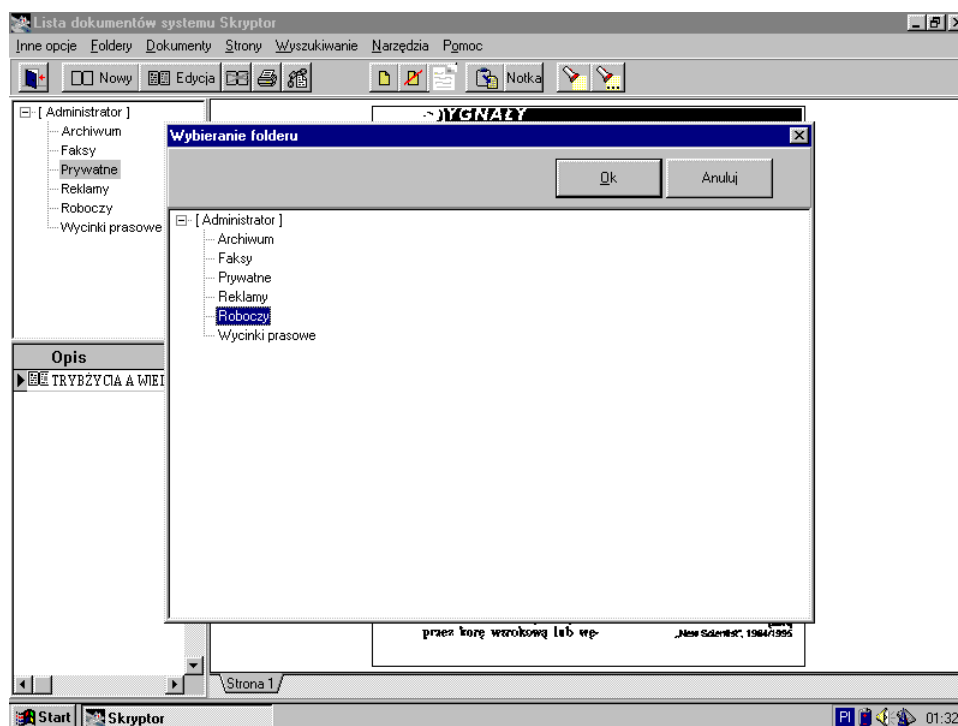 Lista dokumentów systemu Skryptor
Inne opcje Foldery Dokumenty Strony Wyszukiwanie Narzędzia Pomoc
Nowy Edycja Notka
[ Administrator ]
Archiwum
Faksy
Prywatne
Reklamy
Roboczy
Wycinki prasowe
Opis
TRYBŻYCIA A WIE
SYGNAŁY
Wybieranie folderu
Ok Anuluj
[ Administrator ]
Archiwum
Faksy
Prywatne
Reklamy
Roboczy
Wycinki prasowe
przez korę wzrokową lub wę-
„New Scientist", 1984/1995
Strona 1
Start Skryptor
Pl 01:32